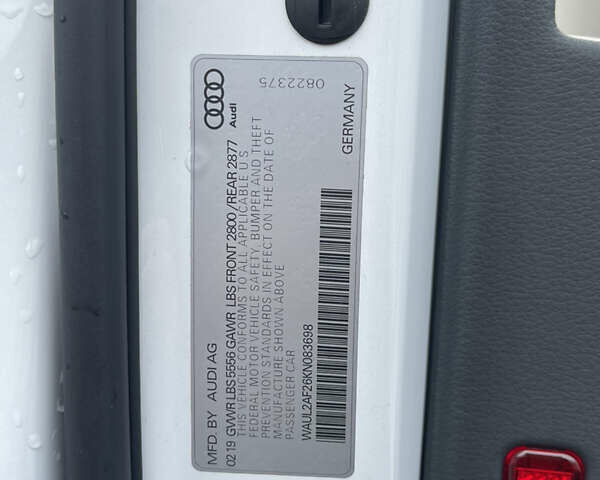 Audi
0822375
MFD. BY AUDI AG
GERMANY
02 19 GVWR LBS 5556 GAWR LBS FRONT 2800 / REAR 2877
THIS VEHICLE CONFORMS TO ALL APPLICABLE U S
FEDERAL MOTOR VEHICLE SAFETY, BUMPER AND THEFT
PREVENTION STANDARDS IN EFFECT ON THE DATE OF
MANUFACTURE SHOWN ABOVE
PASSENGER CAR
WAUL2AF26KN083698